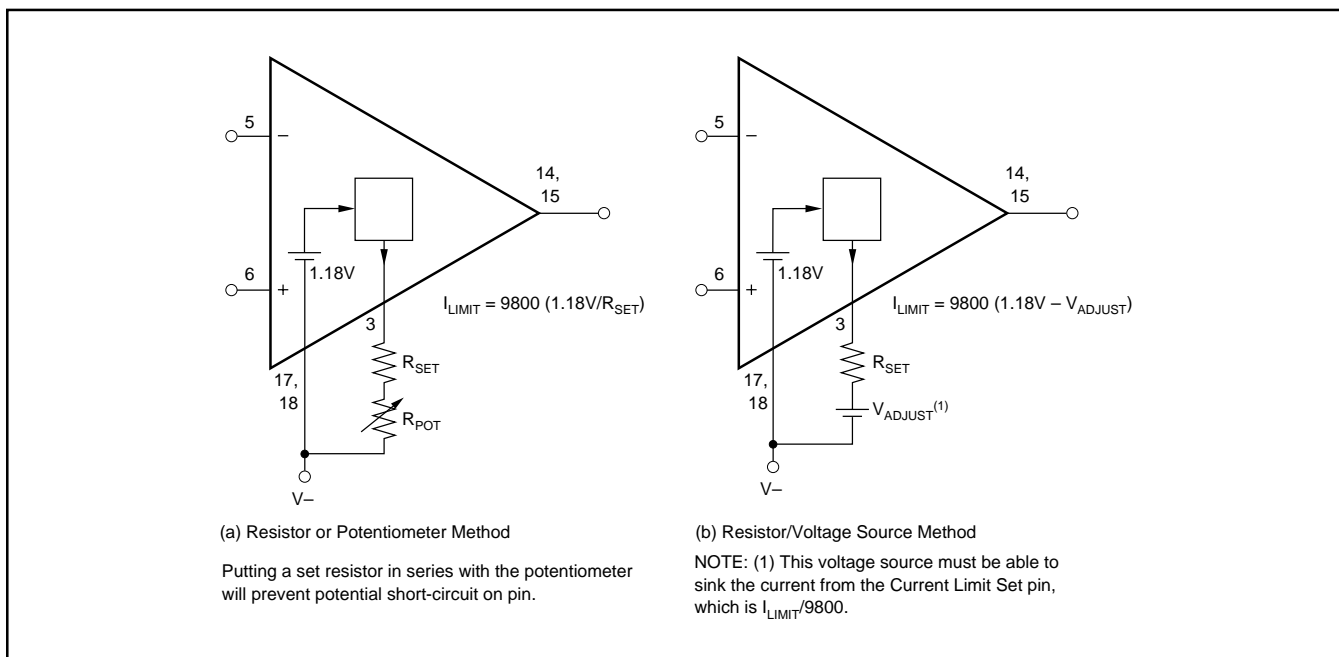 5
−
6
+
1.18V
14,
15
I_LIMIT = 9800 (1.18V/R_SET)
3
R_SET
R_POT
17,
18
V–
(a) Resistor or Potentiometer Method
Putting a set resistor in series with the potentiometer
will prevent potential short-circuit on pin.
5
−
6
+
1.18V
14,
15
I_LIMIT = 9800 (1.18V – V_ADJUST)
3
R_SET
V_ADJUST(1)
17,
18
V–
(b) Resistor/Voltage Source Method
NOTE: (1) This voltage source must be able to
sink the current from the Current Limit Set pin,
which is I_LIMIT/9800.